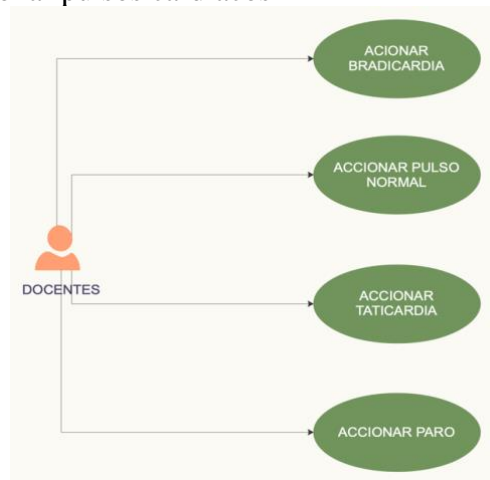 ACIONAR
BRADICARDIA
ACCIONAR PULSO
NORMAL
DOCENTES
ACCIONAR
TATICARDIA
ACCIONAR PARO